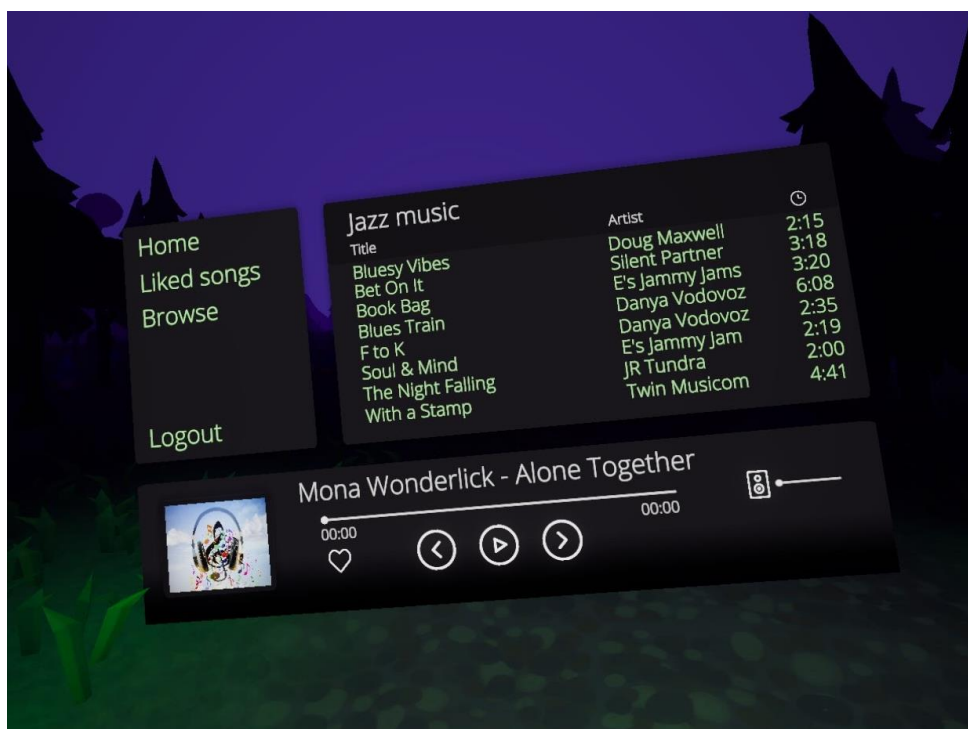 Home
Liked songs
Browse
Logout
Jazz music
Title Artist
Bluesy Vibes Doug Maxwell 2:15
Bet On It Silent Partner 3:18
Book Bag E's Jammy Jams 3:20
Blues Train Danya Vodovoz 6:08
F to K Danya Vodovoz 2:35
Soul & Mind E's Jammy Jam 2:19
The Night Falling JR Tundra 2:00
With a Stamp Twin Musicom 4:41
Mona Wonderlick - Alone Together
00:00 00:00